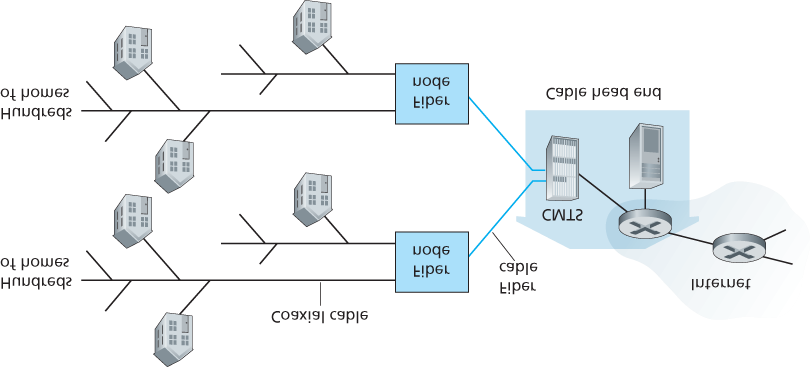 Hundreds
of homes
Fiber
node
Cable head end
CMTS
Hundreds
of homes
Fiber
node
Fiber
cable
Internet
Coaxial cable